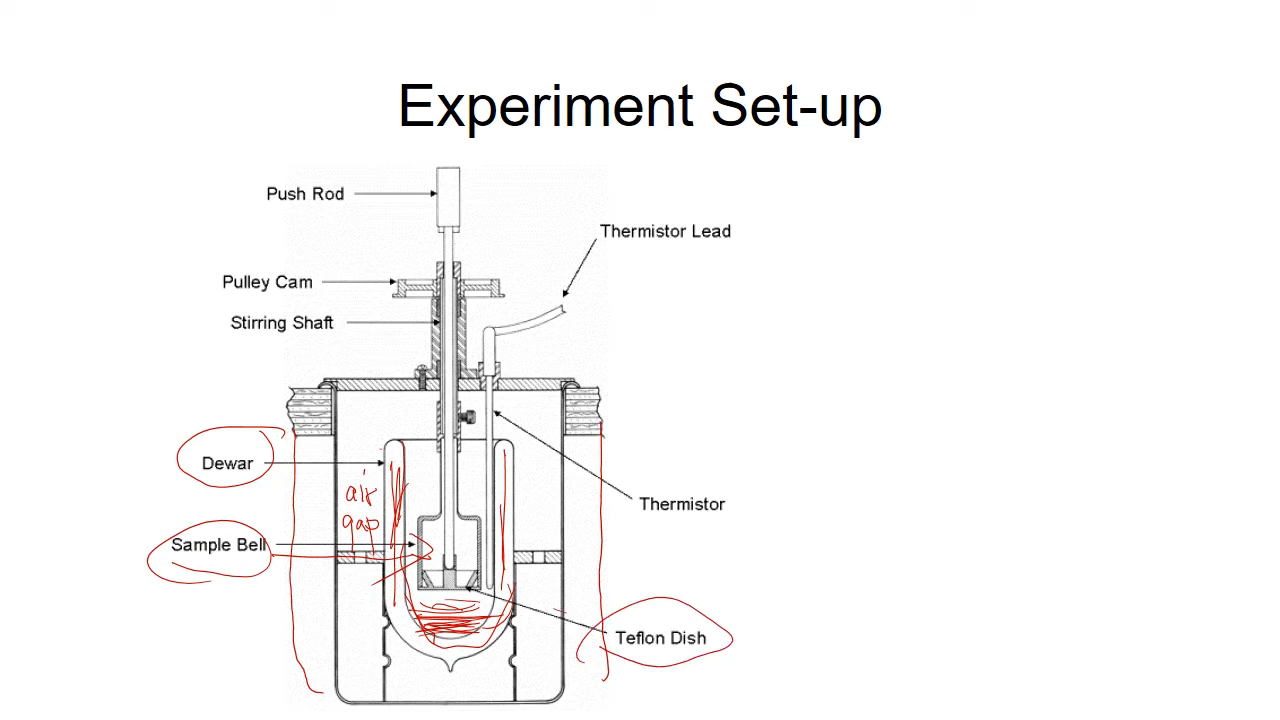 Experiment Set-up
Push Rod
Thermistor Lead
Pulley Cam
Stirring Shaft
Dewar
air
gap
Thermistor
Sample Bell
Teflon Dish